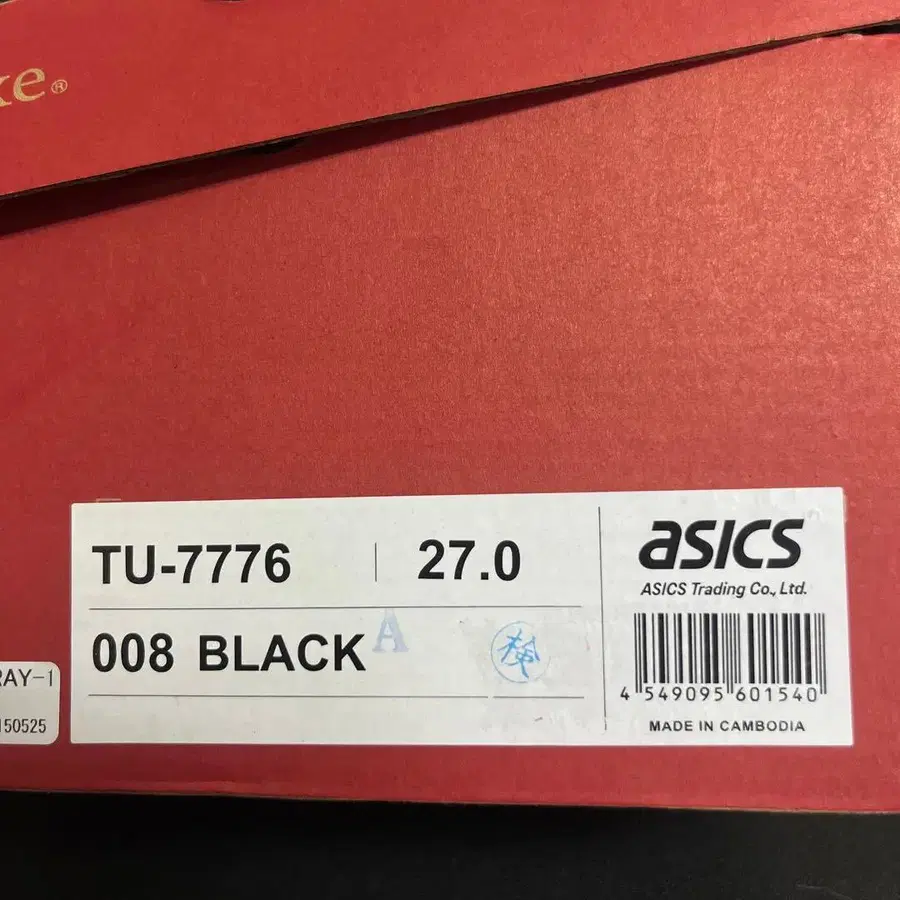 ke®
TU-7776 | 27.0
008 BLACK A
検
asics
ASICS Trading Co., Ltd.
4 549095 601540
MADE IN CAMBODIA
RAY-1
150525